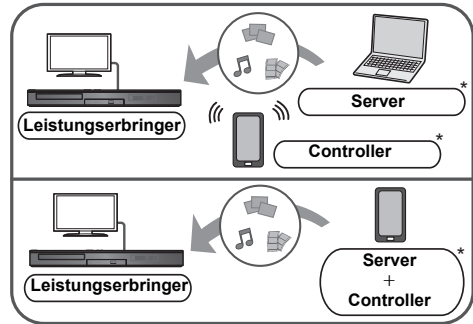 *
Server
Leistungserbringer
*
Controller
Leistungserbringer
*
Server
+
Controller